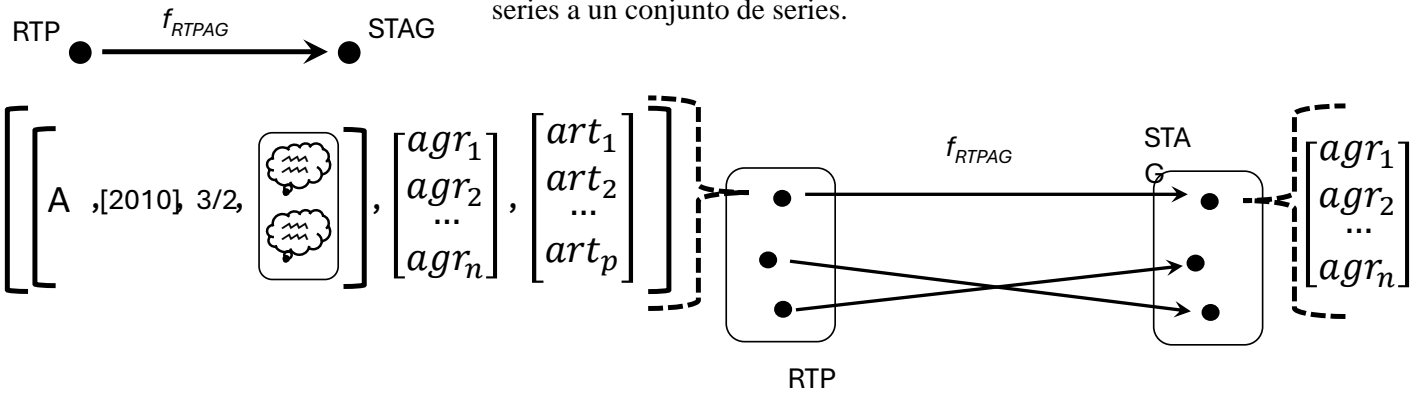 series a un conjunto de series.
RTP
f_RTPAG
STAG
A ,[2010], 3/2, , agr_1 , art_1
agr_2 art_2
... ...
agr_n art_p
f_RTPAG
STA
G
agr_1
agr_2
...
agr_n
RTP